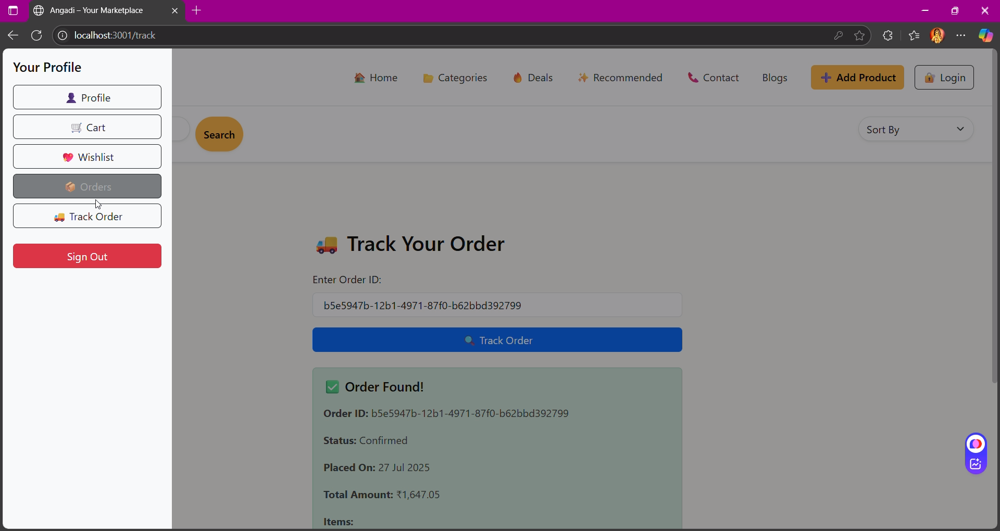 Angadi – Your Marketplace
localhost:3001/track
Your Profile
Profile
Cart
Wishlist
Orders
Track Order
Sign Out
Home
Categories
Deals
Recommended
Contact
Blogs
Add Product
Login
Search
Sort By
Track Your Order
Enter Order ID:
b5e5947b-12b1-4971-87f0-b62bbd392799
Track Order
Order Found!
Order ID: b5e5947b-12b1-4971-87f0-b62bbd392799
Status: Confirmed
Placed On: 27 Jul 2025
Total Amount: ₹1,647.05
Items: